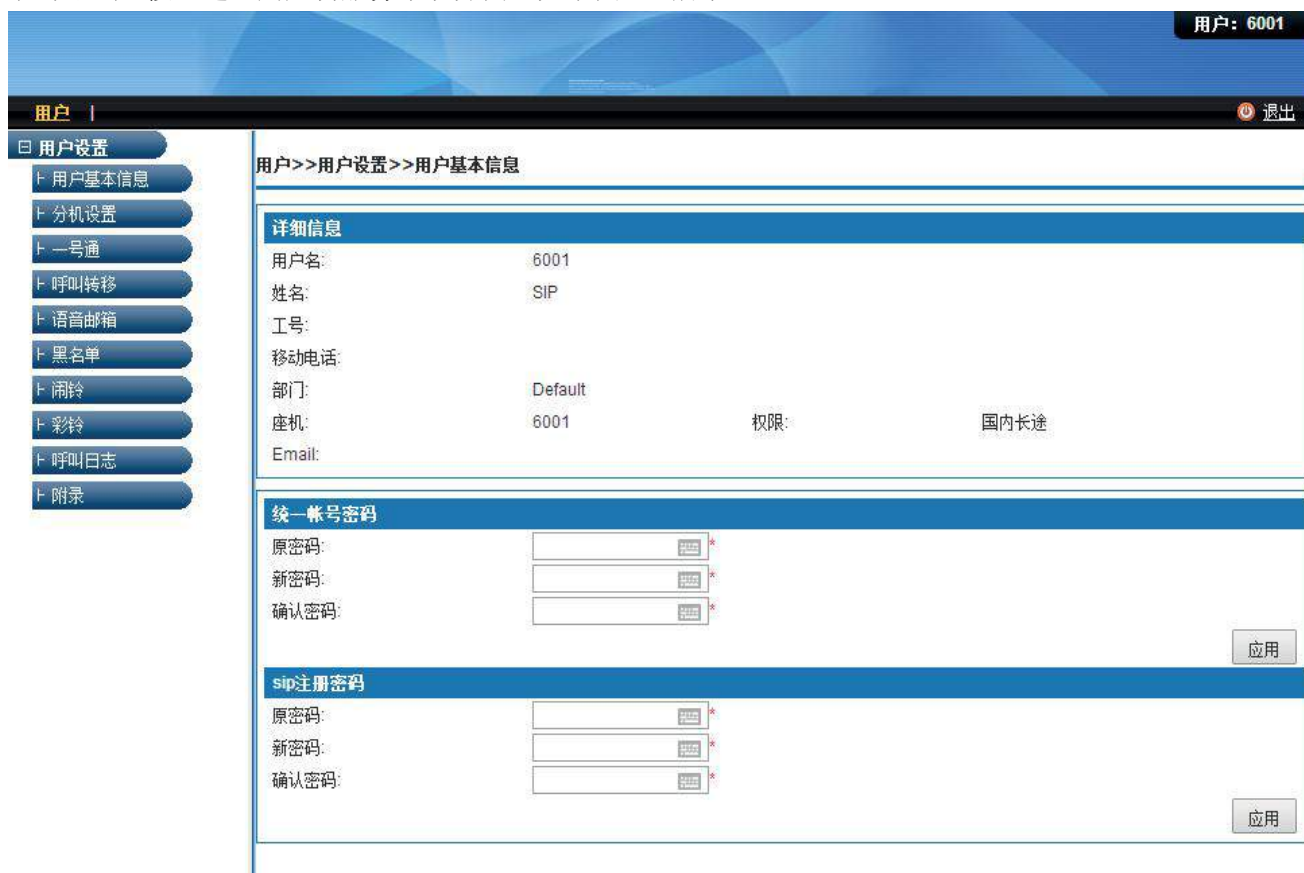 用户: 6001
用户 |
退出
用户设置
用户基本信息
分机设置
一号通
呼叫转移
语音邮箱
黑名单
闹铃
彩铃
呼叫日志
附录
用户>>用户设置>>用户基本信息
详细信息
用户名: 6001
姓名: SIP
工号:
移动电话:
部门: Default
座机: 6001 权限: 国内长途
Email:
统一帐号密码
原密码: *
新密码: *
确认密码: *
应用
sip注册密码
原密码: *
新密码: *
确认密码: *
应用